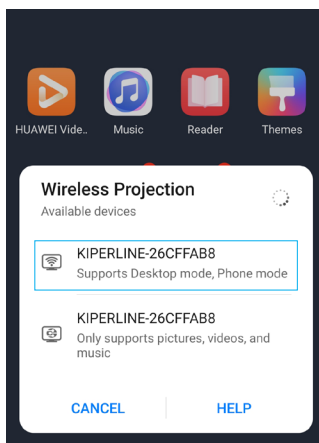 HUAWEI Vide..
Music
Reader
Themes
Wireless Projection
Available devices
KIPERLINE-26CFFAB8
Supports Desktop mode, Phone mode
KIPERLINE-26CFFAB8
Only supports pictures, videos, and
music
CANCEL
HELP